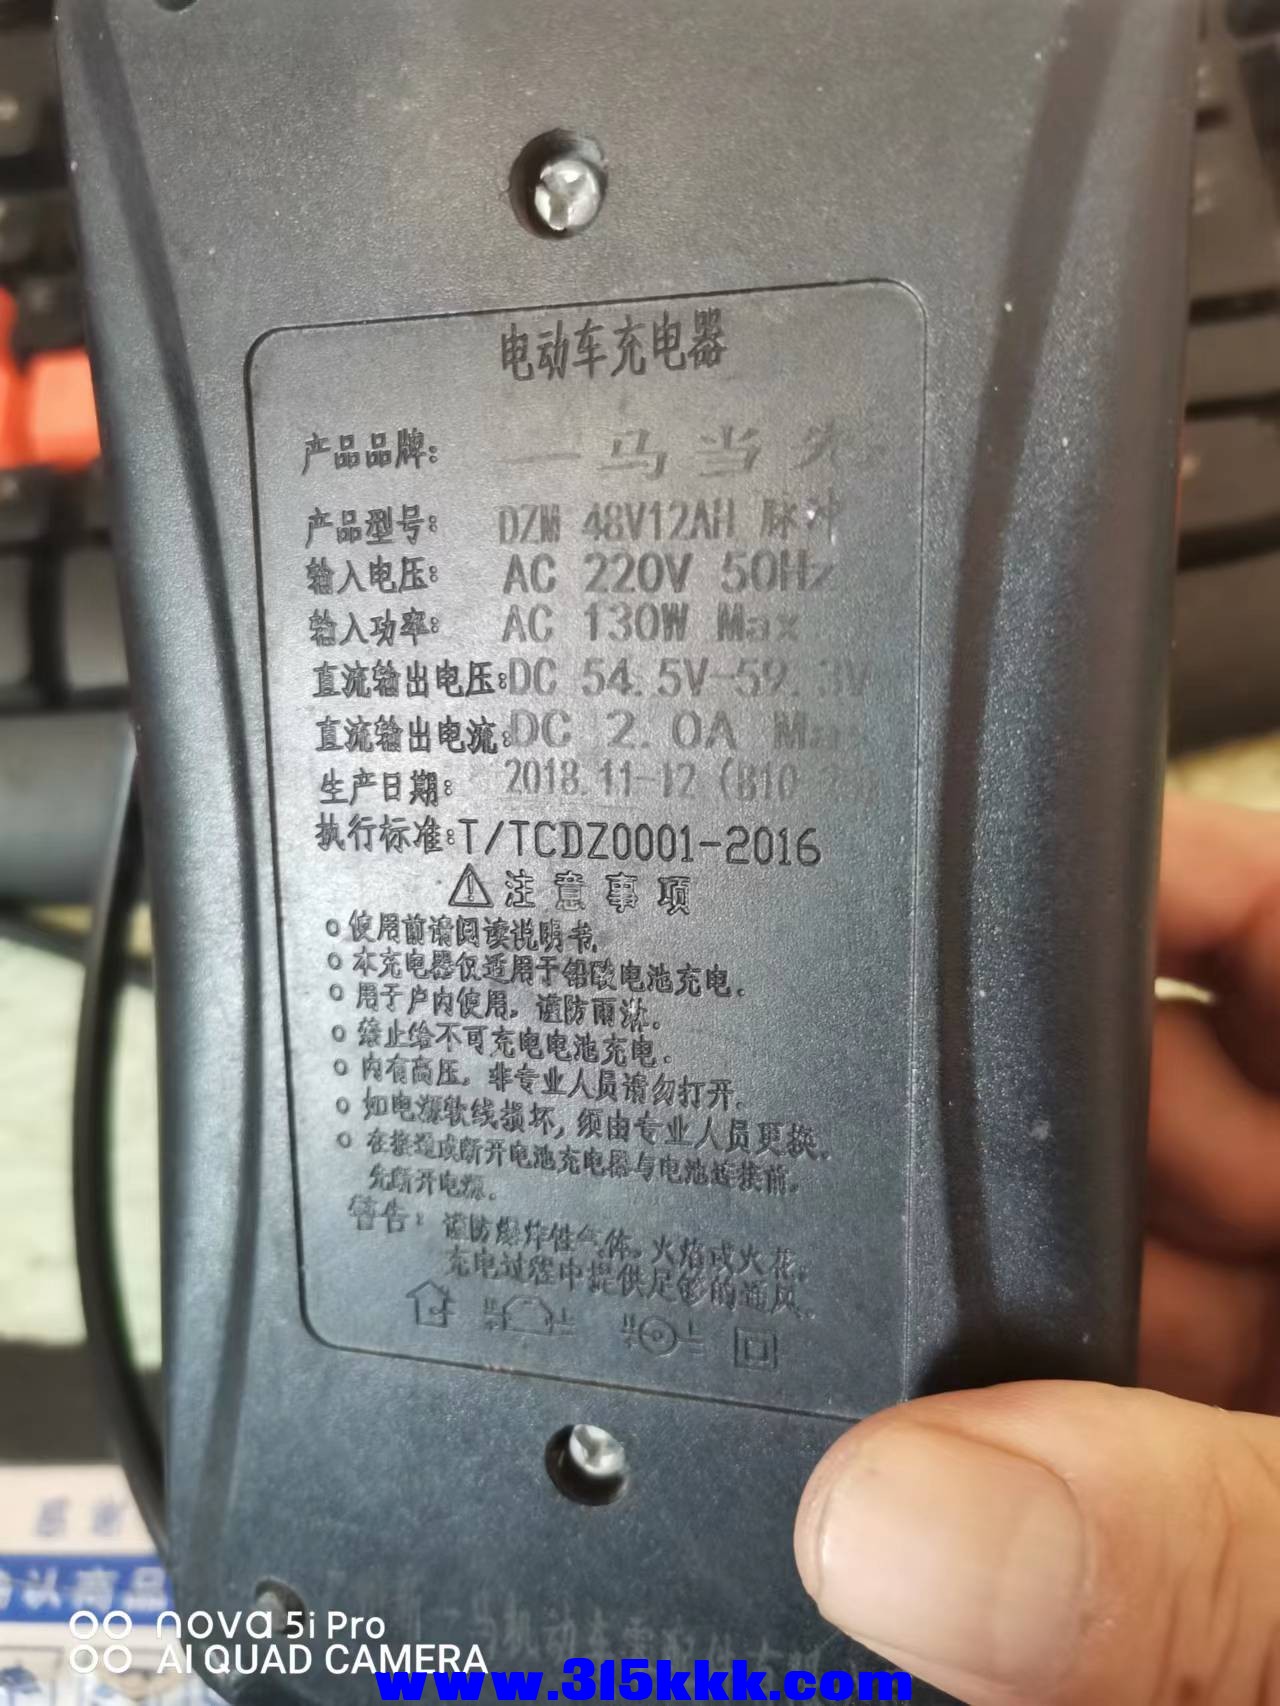 电动车充电器
产品品牌: 一马当先
产品型号: DZM 48V12AH 脉冲
输入电压: AC 220V 50Hz
输入功率: AC 130W Max
直流输出电压:DC 54.5V-59.
直流输出电流:DC 2.0A Max
生产日期: 2018.11-12 (B10
执行标准:T/TCDZ0001-2016
注意事项
使用前请阅读说明书.
本充电器仅适用于铅酸电池充电.
用于户内使用, 谨防雨淋.
禁止给不可充电电池充电.
内有高压, 非专业人员请勿打开.
如电源软线损坏, 须由专业人员更换.
在接通或断开电池充电器与电池连接前,
先断开电源.
警告: 谨防爆炸性气体, 火焰或火花,
充电过程中提供足够的通风.
确认商品
nova 5i Pro
AI QUAD CAMERA
www.315kkk.com